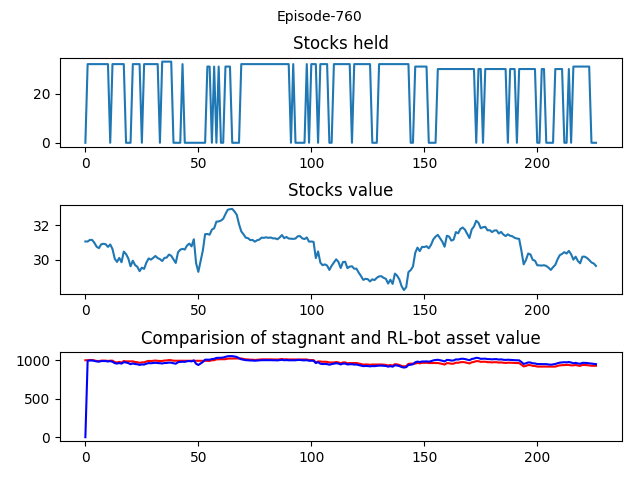 Episode-760
Stocks held
20
0
0 50 100 150 200
Stocks value
32
30
0 50 100 150 200
Comparision of stagnant and RL-bot asset value
1000
500
0
0 50 100 150 200